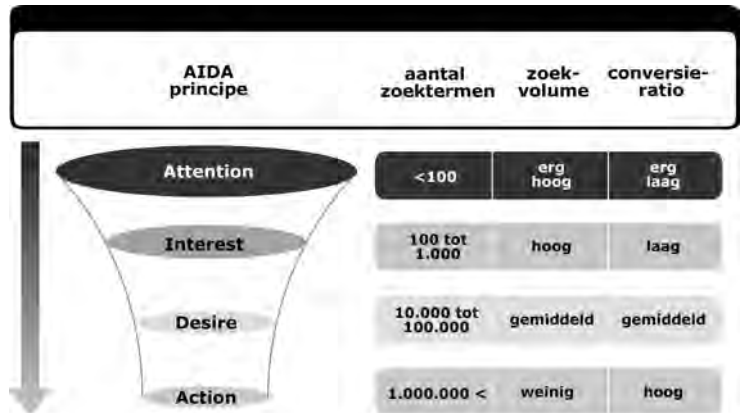 AIDA
principe
aantal
zoektermen
zoek-
volume
conversie-
ratio
Attention
<100
erg
hoog
erg
laag
Interest
100 tot
1.000
hoog
laag
Desire
10.000 tot
100.000
gemiddeld
gemiddeld
Action
1.000.000 <
weinig
hoog